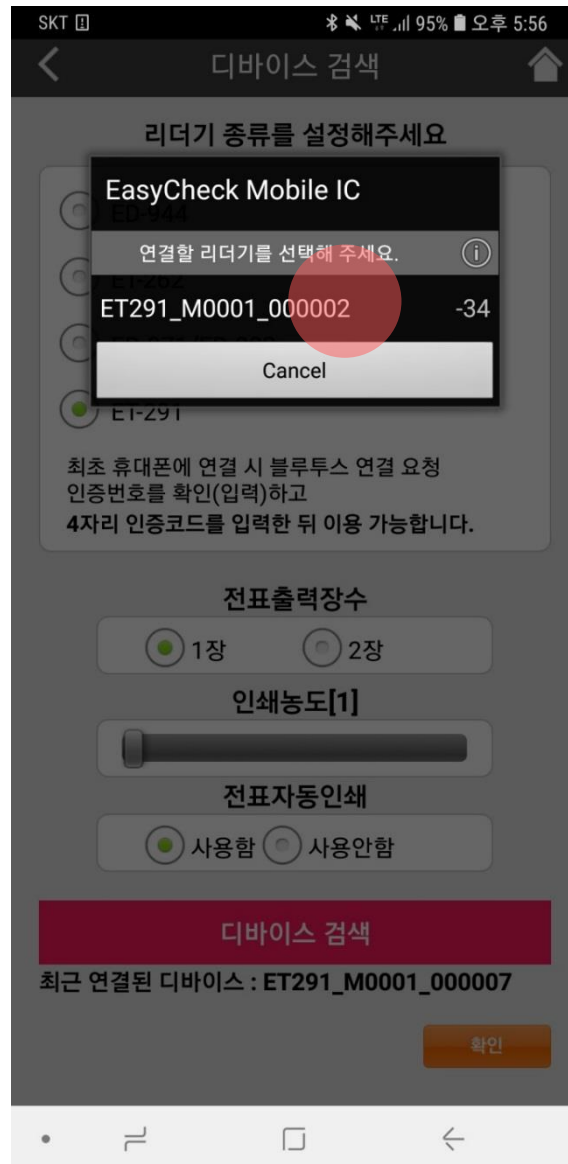 SKT LTE 95% 오후 5:56
디바이스 검색
리더기 종류를 설정해주세요
EasyCheck Mobile IC
ED-944
연결할 리더기를 선택해 주세요.
ET-262
ET291_M0001_000002 -34
Cancel
ET-291
최초 휴대폰에 연결 시 블루투스 연결 요청
인증번호를 확인(입력)하고
4자리 인증코드를 입력한 뒤 이용 가능합니다.
전표출력장수
1장 2장
인쇄농도[1]
전표자동인쇄
사용함 사용안함
디바이스 검색
최근 연결된 디바이스 : ET291_M0001_000007
확인